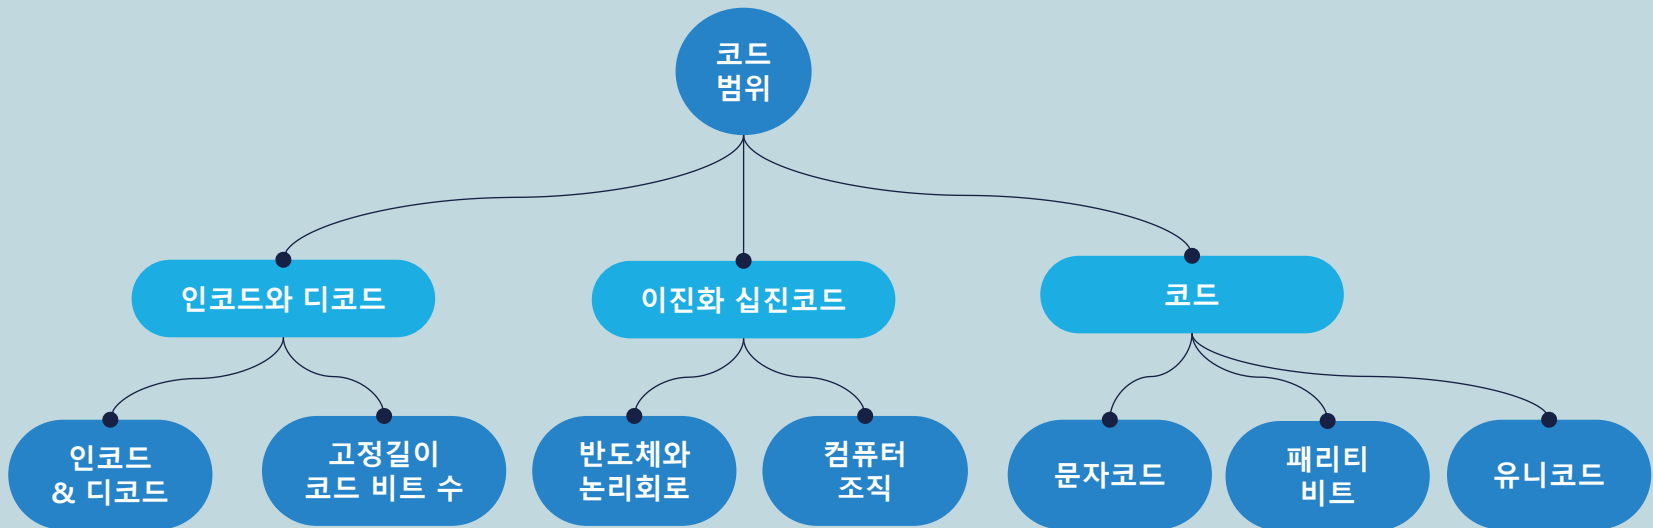 코드
범위
인코드와 디코드
이진화 십진코드
코드
인코드
& 디코드
고정길이
코드 비트 수
반도체와
논리회로
컴퓨터
조직
문자코드
패리티
비트
유니코드